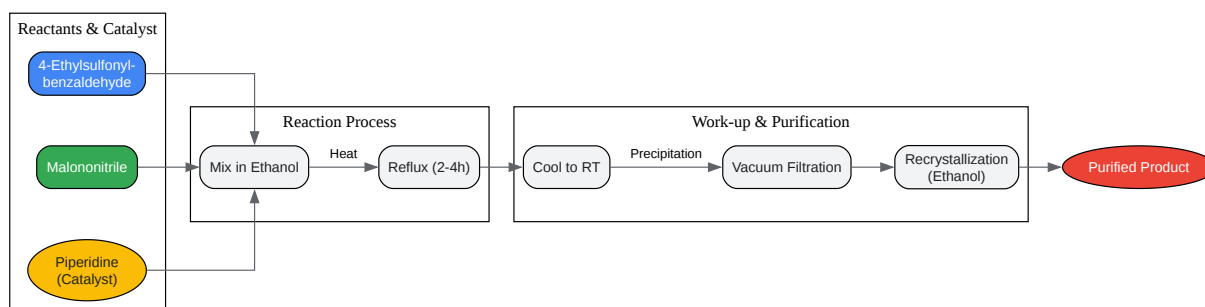 Reactants & Catalyst
4-Ethylsulfonyl-
benzaldehyde
Malononitrile
Piperidine
(Catalyst)
Reaction Process
Mix in Ethanol
Heat
Reflux (2-4h)
Work-up & Purification
Cool to RT
Precipitation
Vacuum Filtration
Recrystallization
(Ethanol)
Purified Product